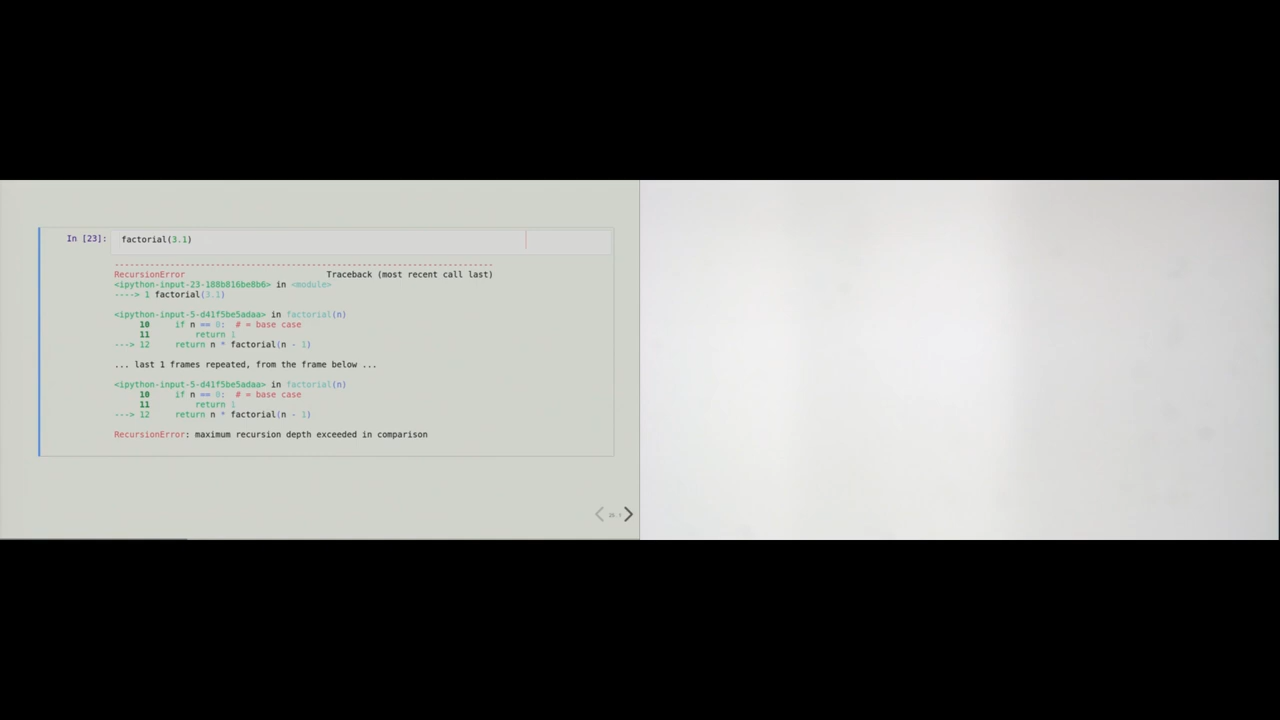 In [23]: factorial(3.1)
---------------------------------------------------------------------------
RecursionError Traceback (most recent call last)
<ipython-input-23-188b816be8b6> in <module>
----> 1 factorial(3.1)
<ipython-input-5-d41f5be5adaa> in factorial(n)
10 if n == 0: # = base case
11 return 1
---> 12 return n * factorial(n - 1)
... last 1 frames repeated, from the frame below ...
<ipython-input-5-d41f5be5adaa> in factorial(n)
10 if n == 0: # = base case
11 return 1
---> 12 return n * factorial(n - 1)
RecursionError: maximum recursion depth exceeded in comparison